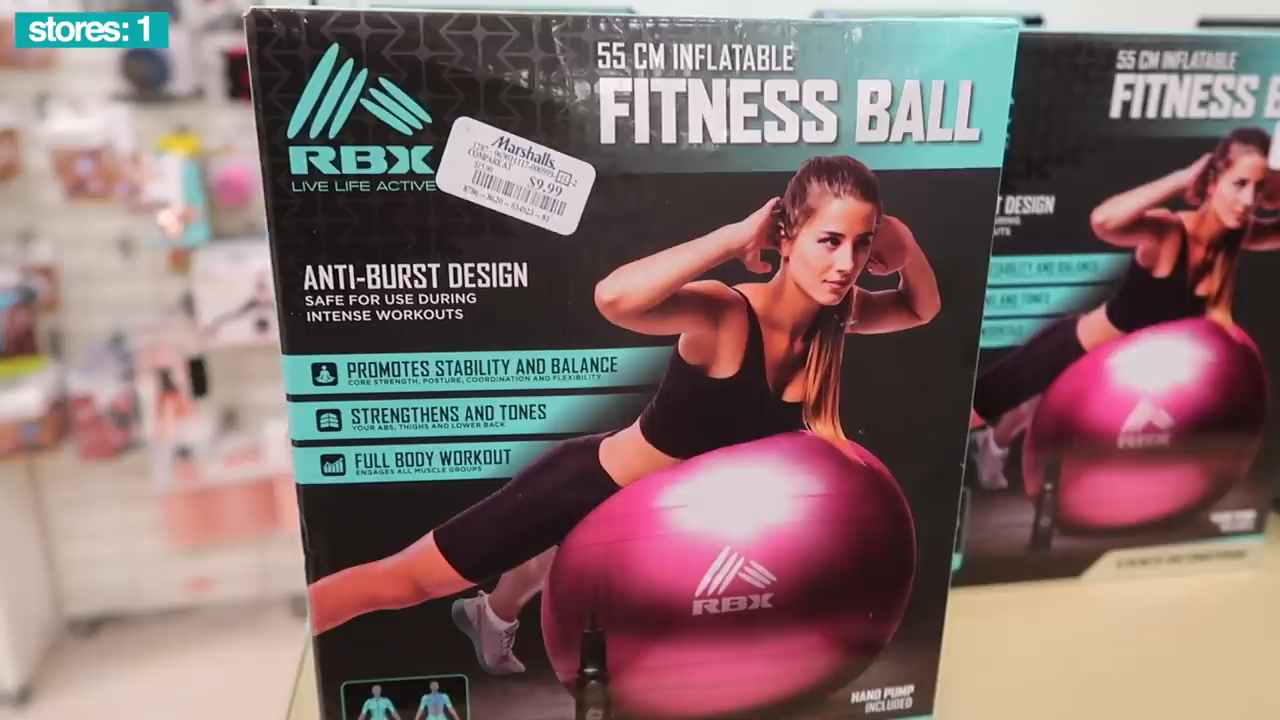 stores: 1
RBX
LIVE LIFE ACTIVE
Marshalls.
COMPARE AT
$9.99
55 CM INFLATABLE
FITNESS BALL
ANTI-BURST DESIGN
SAFE FOR USE DURING
INTENSE WORKOUTS
PROMOTES STABILITY AND BALANCE
CORE STRENGTH, POSTURE, COORDINATION AND FLEXIBILITY
STRENGTHENS AND TONES
YOUR ABS, THIGHS AND LOWER BACK
FULL BODY WORKOUT
ENGAGES ALL MUSCLE GROUPS
RBX
HAND PUMP
INCLUDED
55 CM INFLATABLE
FITNESS
DESIGN
RBX